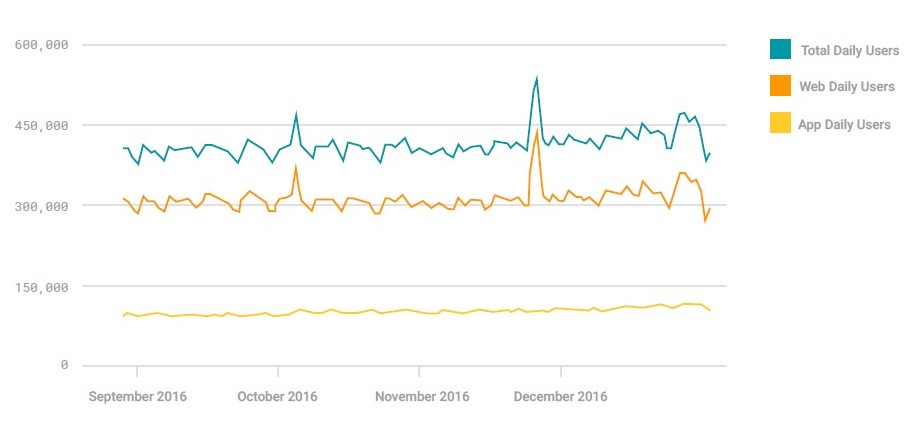 600,000
450,000
300,000
150,000
0
September 2016
October 2016
November 2016
December 2016
Total Daily Users
Web Daily Users
App Daily Users